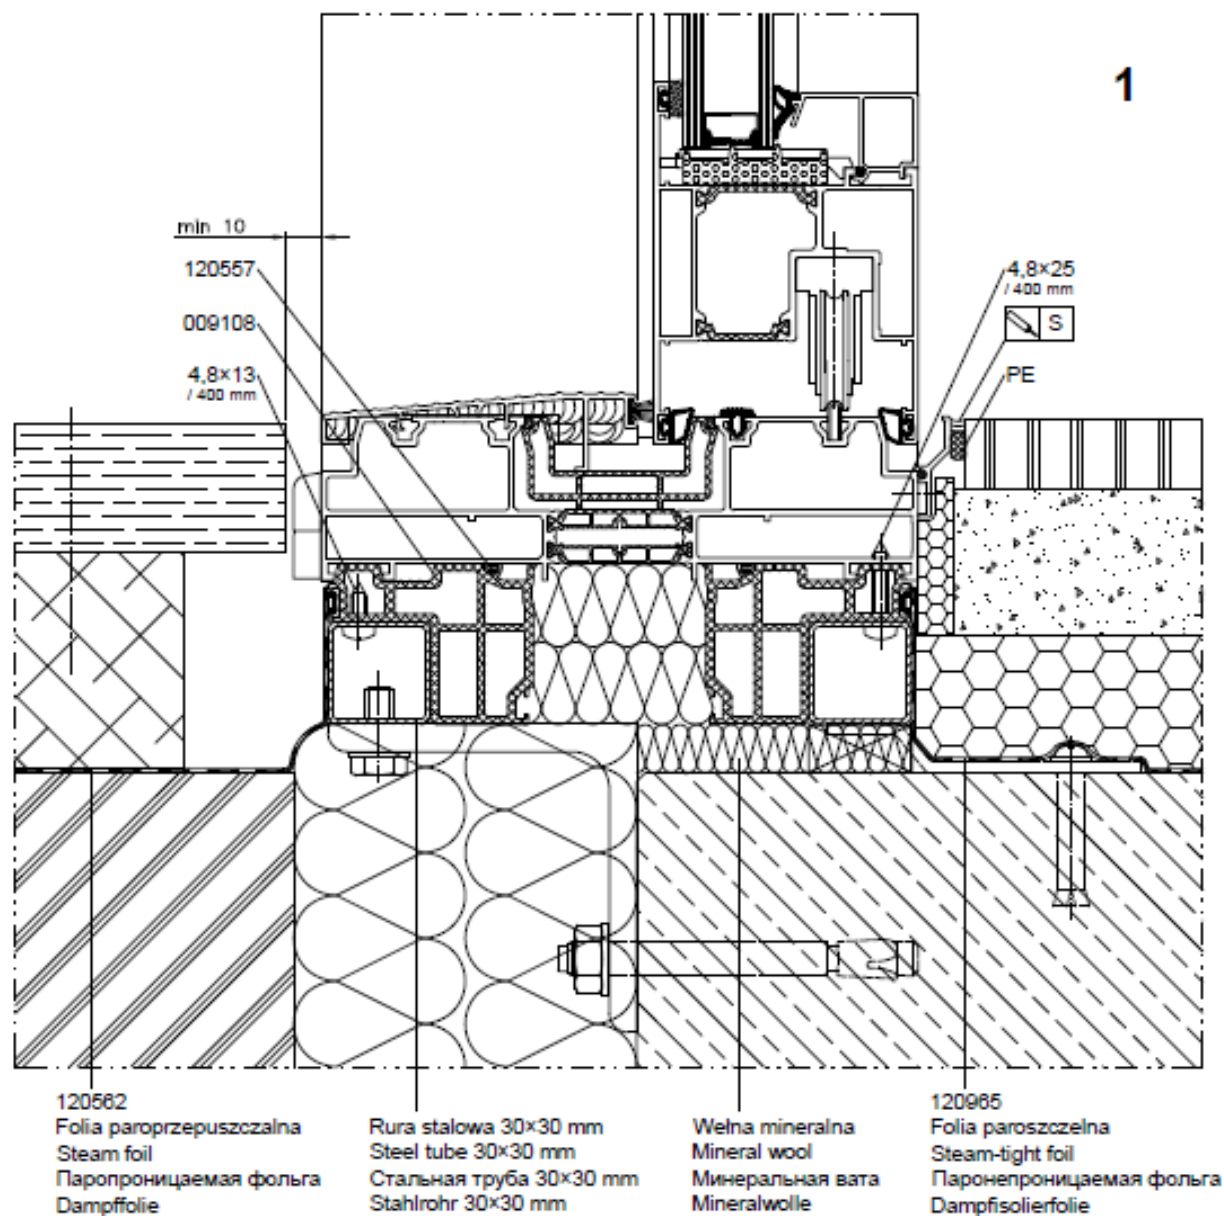 1
min 10
120557
009108
4,8×13
/ 400 mm
4,8×25
/ 400 mm
S
PE
120562
Folia paroprzepuszczalna
Steam foil
Паропроницаемая фольга
Dampffolie
Rura stalowa 30×30 mm
Steel tube 30×30 mm
Стальная труба 30×30 mm
Stahlrohr 30×30 mm
Wełna mineralna
Mineral wool
Минеральная вата
Mineralwolle
120965
Folia paroszczelna
Steam-tight foil
Паронепроницаемая фольга
Dampfisolierfolie